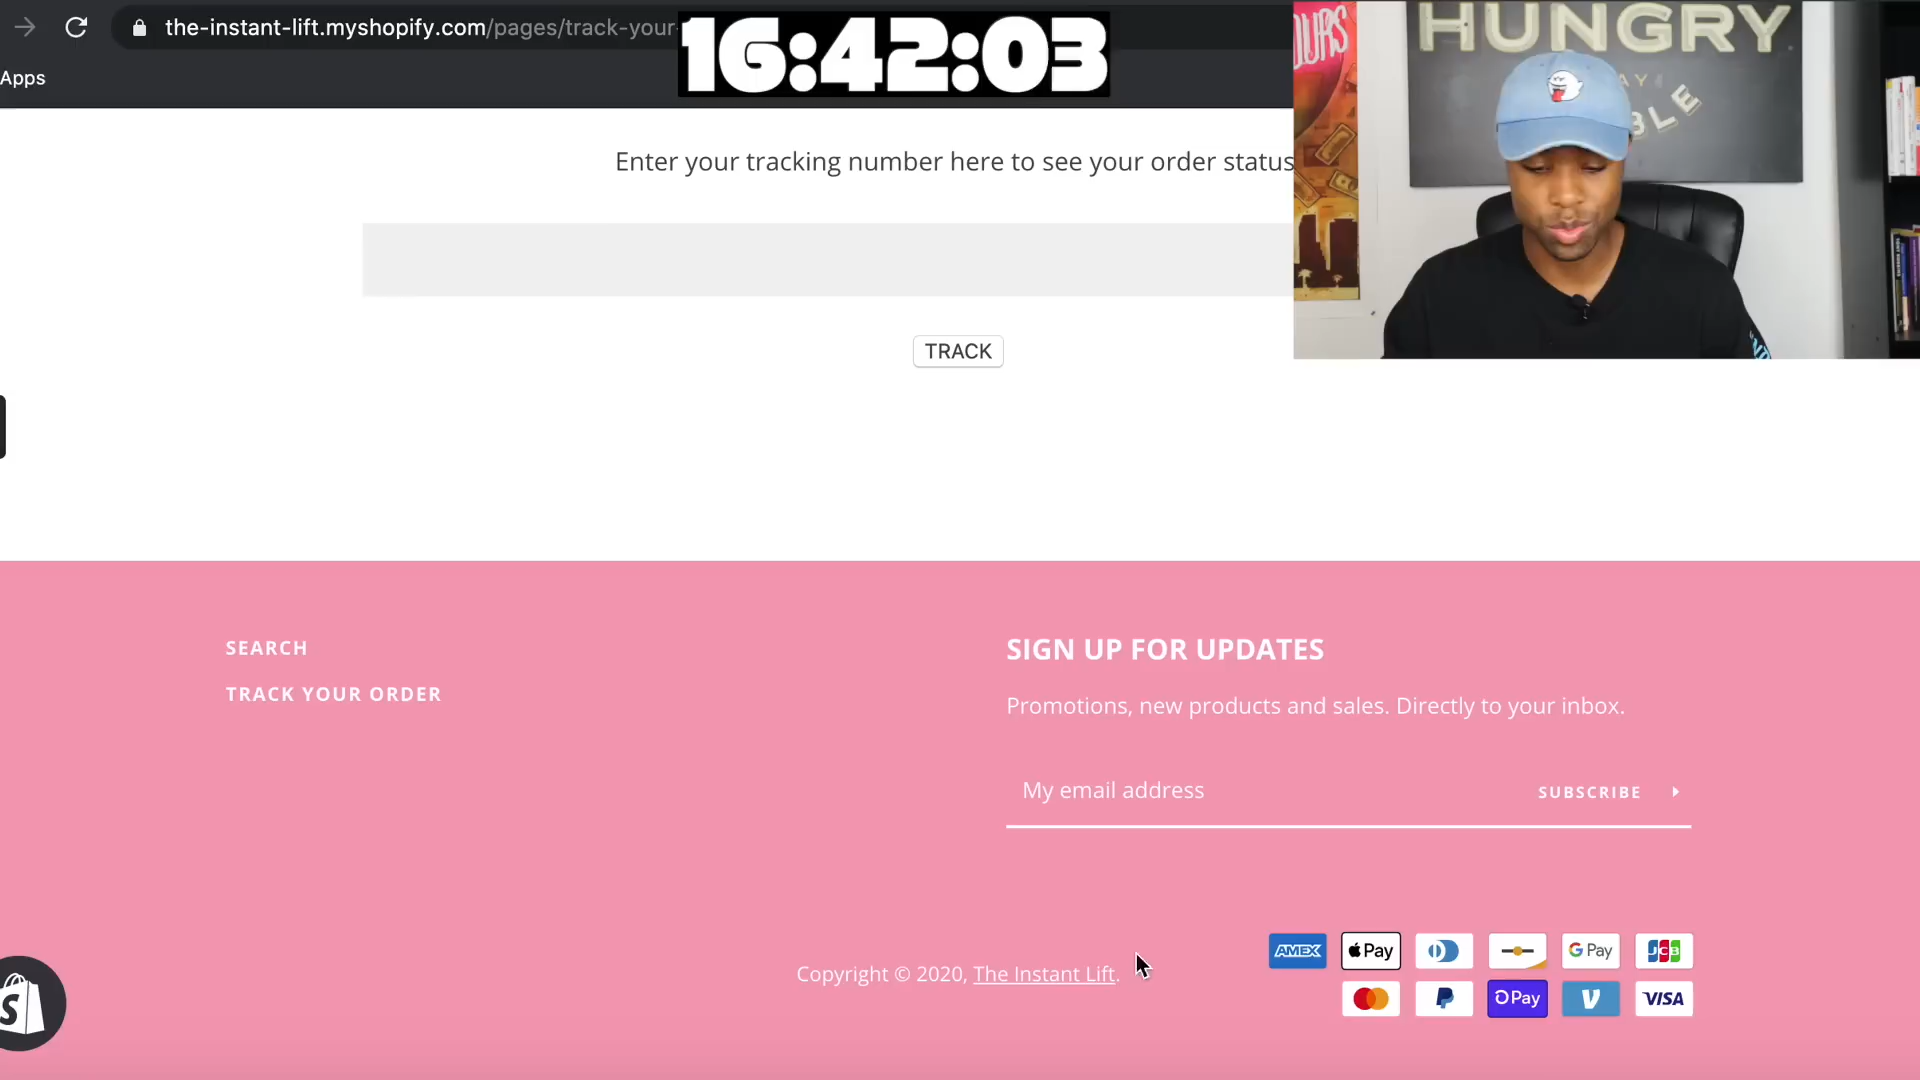 the-instant-lift.myshopify.com/pages/track-your-
16:42:03
Apps
HUNGRY
AY
BLE
Enter your tracking number here to see your order status
TRACK
SEARCH
TRACK YOUR ORDER
SIGN UP FOR UPDATES
Promotions, new products and sales. Directly to your inbox.
My email address
SUBSCRIBE
Copyright © 2020, The Instant Lift.
AMEX
Pay
G Pay
JCB
Pay
VISA